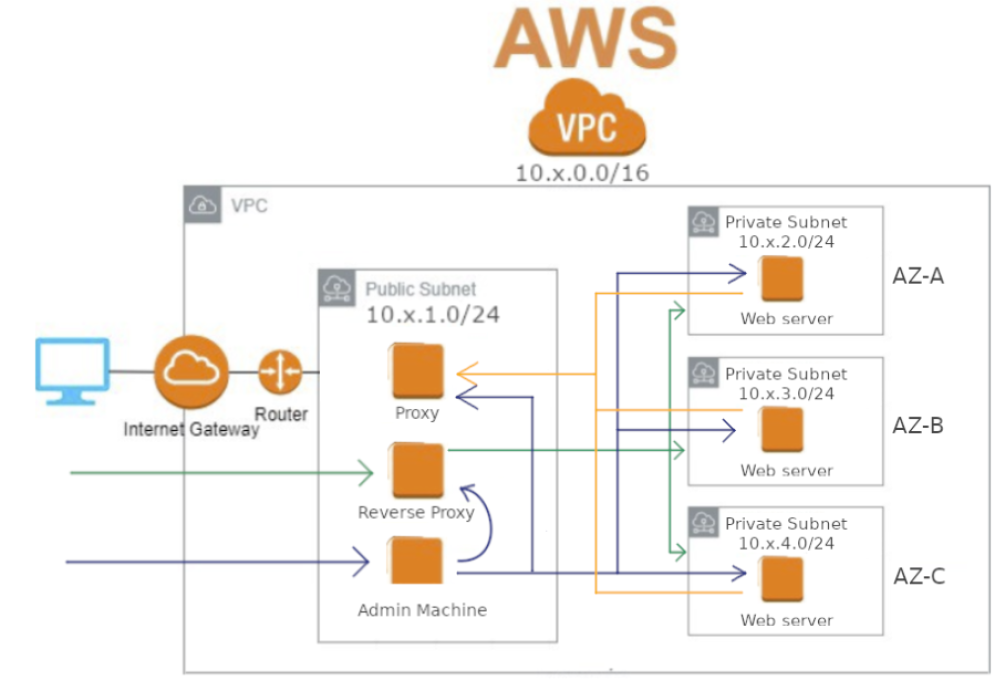 AWS
VPC
10.x.0.0/16
VPC
Public Subnet
10.x.1.0/24
Proxy
Reverse Proxy
Admin Machine
Internet Gateway
Router
Private Subnet
10.x.2.0/24
Web server
AZ-A
Private Subnet
10.x.3.0/24
Web server
AZ-B
Private Subnet
10.x.4.0/24
Web server
AZ-C